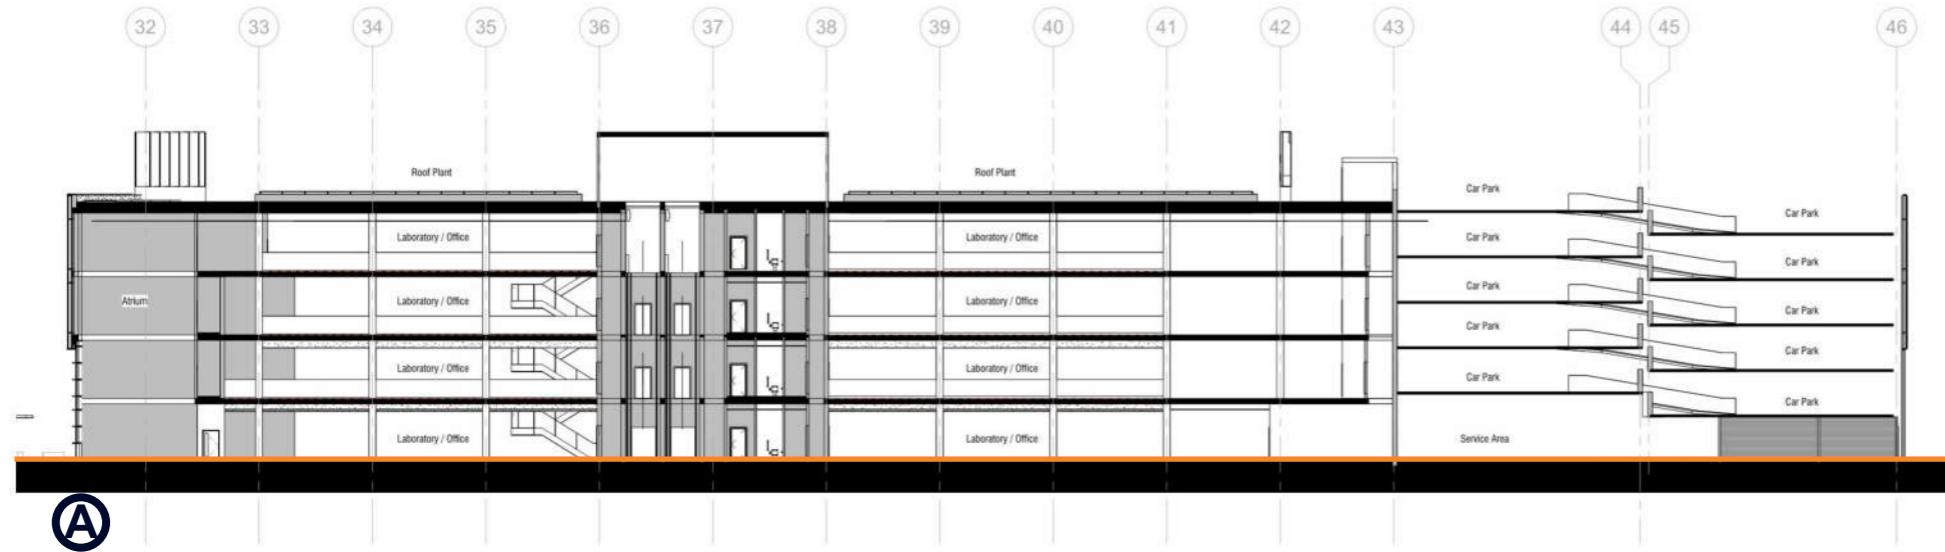 32 33 34 35 36 37 38 39 40 41 42 43 44 45 46
Roof Plant Roof Plant
Car Park
Car Park
Laboratory / Office Laboratory / Office Car Park
Car Park
Car Park
Atrium Laboratory / Office Laboratory / Office
Car Park
Car Park
Car Park
Laboratory / Office Laboratory / Office
Car Park
Car Park
Laboratory / Office Laboratory / Office Service Area
A